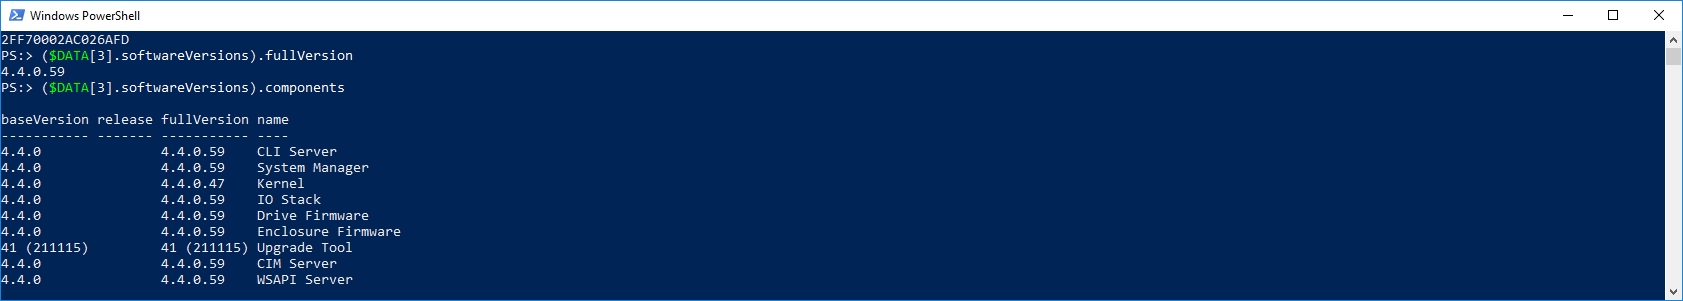 Windows PowerShell
2FF70002AC026AFD
PS:> ($DATA[3].softwareVersions).fullVersion
4.4.0.59
PS:> ($DATA[3].softwareVersions).components
baseVersion release fullVersion name
----------- ------- ----------- ----
4.4.0                4.4.0.59    CLI Server
4.4.0                4.4.0.59    System Manager
4.4.0                4.4.0.47    Kernel
4.4.0                4.4.0.59    IO Stack
4.4.0                4.4.0.59    Drive Firmware
4.4.0                4.4.0.59    Enclosure Firmware
41 (211115)         41 (211115) Upgrade Tool
4.4.0                4.4.0.59    CIM Server
4.4.0                4.4.0.59    WSAPI Server